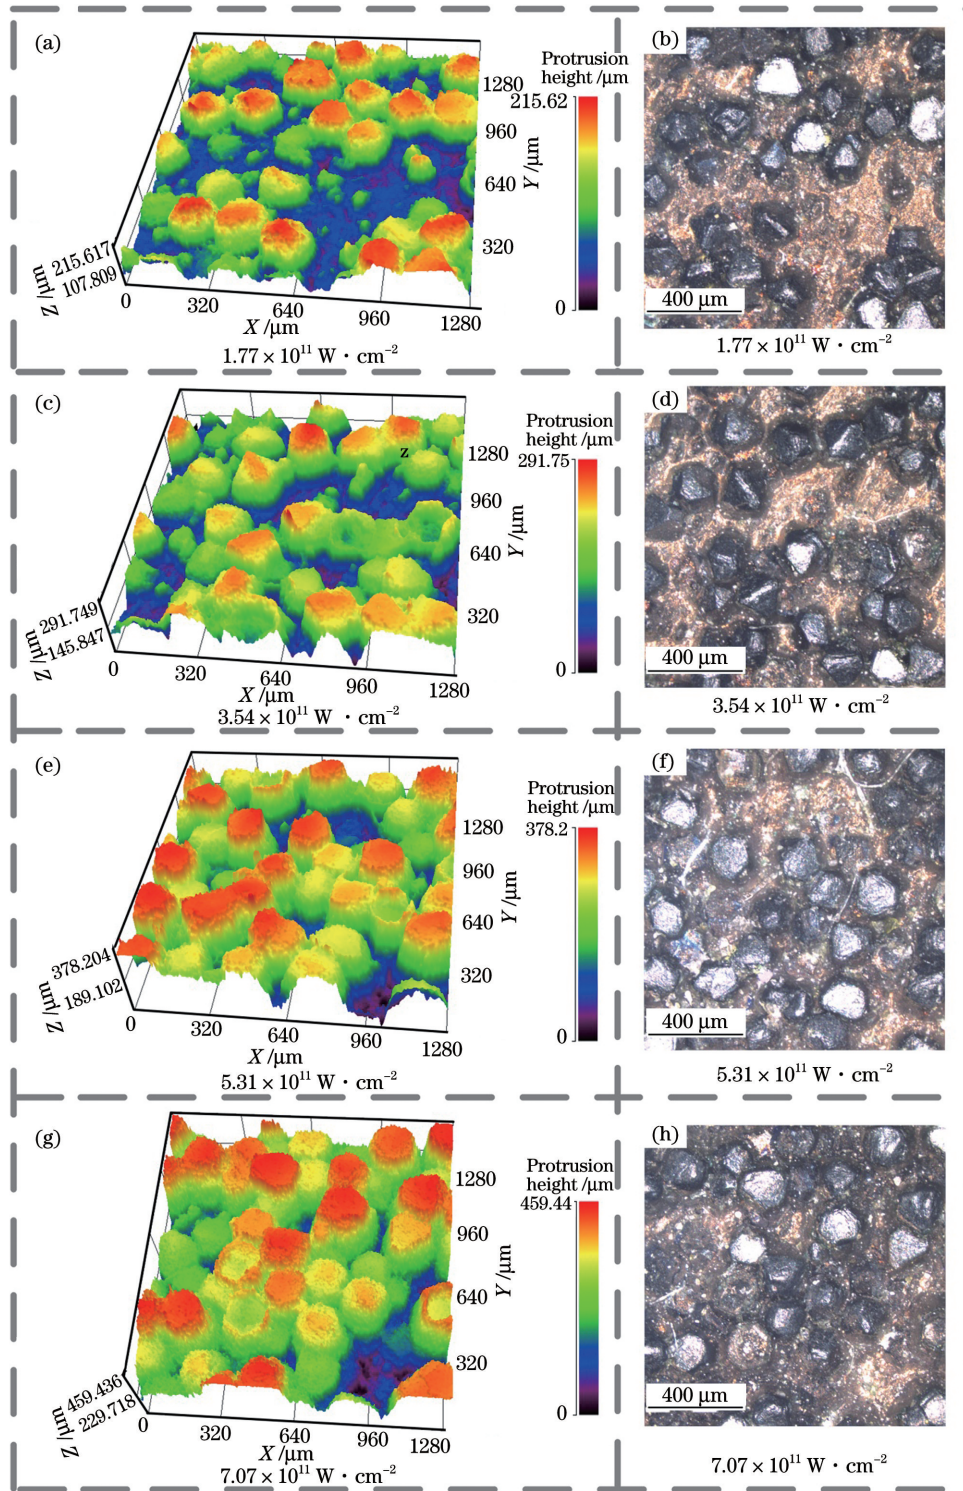 (a)
Protrusion
height /μm
215.62
0
1280
960
640
320
Y /μm
215.617
107.809
Z /μm
0
320
640
960
1280
X /μm
1.77 × 10¹¹ W · cm⁻²
(b)
400 μm
1.77 × 10¹¹ W · cm⁻²
(c)
Protrusion
height /μm
291.75
0
z
1280
960
640
320
Y /μm
291.749
145.847
Z /μm
0
320
640
960
1280
X /μm
3.54 × 10¹¹ W · cm⁻²
(d)
400 μm
3.54 × 10¹¹ W · cm⁻²
(e)
Protrusion
height /μm
378.2
0
1280
960
640
320
Y /μm
378.204
189.102
Z /μm
0
320
640
960
1280
X /μm
5.31 × 10¹¹ W · cm⁻²
(f)
400 μm
5.31 × 10¹¹ W · cm⁻²
(g)
Protrusion
height /μm
459.44
0
1280
960
640
320
Y /μm
459.436
229.718
Z /μm
0
320
640
960
1280
X /μm
7.07 × 10¹¹ W · cm⁻²
(h)
400 μm
7.07 × 10¹¹ W · cm⁻²